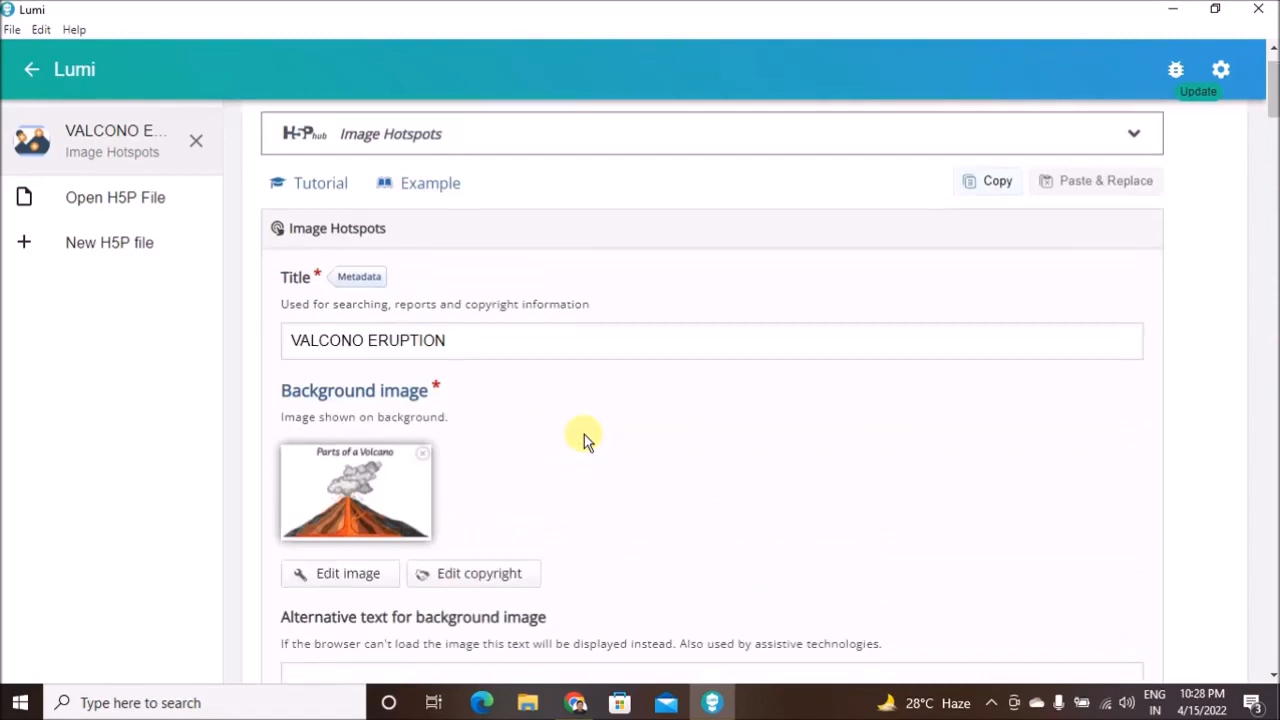 Lumi
File Edit Help
Lumi
Update
VALCONO E...
Image Hotspots
Open H5P File
New H5P file
H5P hub Image Hotspots
Tutorial Example Copy Paste & Replace
Image Hotspots
Title * Metadata
Used for searching, reports and copyright information
VALCONO ERUPTION
Background image *
Image shown on background.
Parts of a Volcano
Edit image Edit copyright
Alternative text for background image
If the browser can't load the image this text will be displayed instead. Also used by assistive technologies.
Type here to search
28°C Haze
ENG
IN
10:28 PM
4/15/2022
3